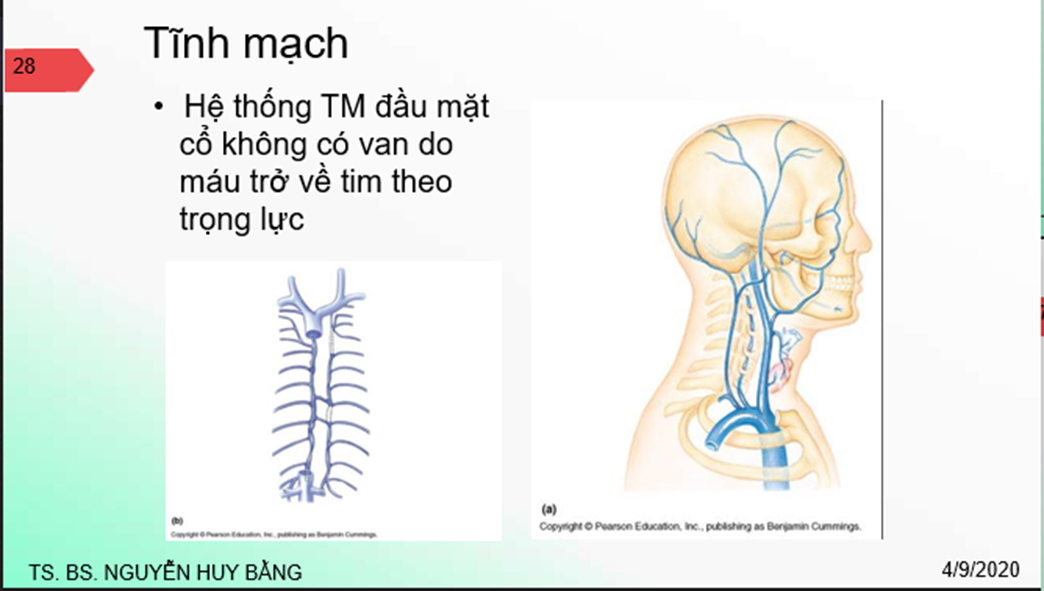 Tĩnh mạch
28
• Hệ thống TM đầu mặt
cổ không có van do
máu trở về tim theo
trọng lực
(b)
Copyright © Pearson Education, Inc., publishing as Benjamin Cummings.
(a)
Copyright © Pearson Education, Inc., publishing as Benjamin Cummings.
TS. BS. NGUYỄN HUY BẰNG
4/9/2020